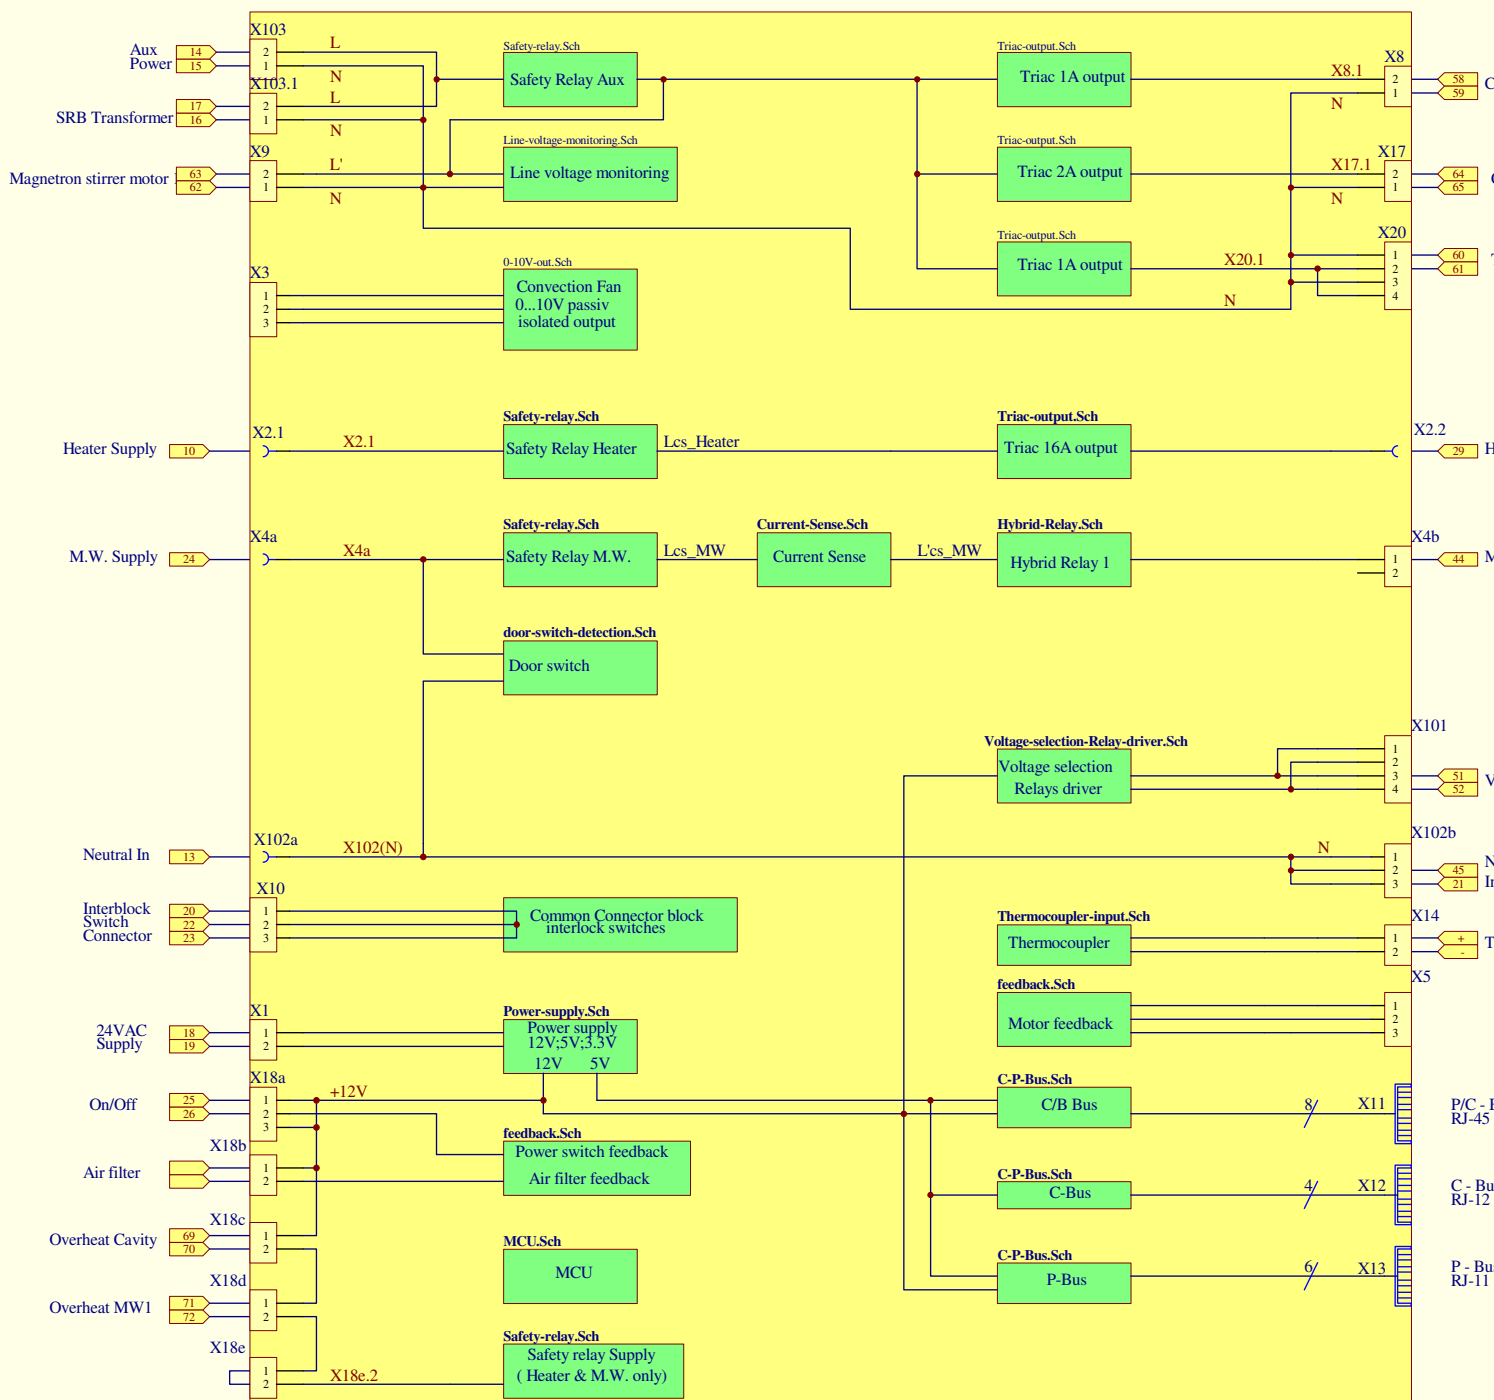 X103
Aux
Power
14
15
2
1
L
N
Safety-relay.Sch
Safety Relay Aux
Triac-output.Sch
Triac 1A output
X8.1
N
X8
2
1
58
59
C
X103.1
SRB Transformer
17
16
2
1
L
N
X9
Magnetron stirrer motor
63
62
2
1
L'
N
Line-voltage-monitoring.Sch
Line voltage monitoring
Triac-output.Sch
Triac 2A output
X17.1
N
X17
2
1
64
65
Triac-output.Sch
Triac 1A output
X20.1
N
X20
1
2
3
4
60
61
X3
1
2
3
0-10V-out.Sch
Convection Fan
0...10V passiv
isolated output
Heater Supply
10
X2.1
X2.1
Safety-relay.Sch
Safety Relay Heater
Lcs_Heater
Triac-output.Sch
Triac 16A output
X2.2
29
H
M.W. Supply
24
X4a
X4a
Safety-relay.Sch
Safety Relay M.W.
Lcs_MW
Current-Sense.Sch
Current Sense
L'cs_MW
Hybrid-Relay.Sch
Hybrid Relay 1
X4b
1
2
44
M
door-switch-detection.Sch
Door switch
Voltage-selection-Relay-driver.Sch
Voltage selection
Relays driver
X101
1
2
3
4
51
52
V
Neutral In
13
X102a
X102(N)
N
X102b
1
2
3
45
21
N
In
Interblock
Switch
Connector
20
22
23
X10
1
2
3
Common Connector block
interlock switches
Thermocoupler-input.Sch
Thermocoupler
X14
1
2
+
-
T
feedback.Sch
Motor feedback
X5
1
2
3
24VAC
Supply
18
19
X1
1
2
Power-supply.Sch
Power supply
12V;5V;3.3V
12V 5V
On/Off
25
26
X18a
1
2
3
+12V
C-P-Bus.Sch
C/B Bus
8
X11
P/C - B
RJ-45
Air filter
X18b
1
2
feedback.Sch
Power switch feedback
Air filter feedback
C-P-Bus.Sch
C-Bus
4
X12
C - Bus
RJ-12
Overheat Cavity
69
70
X18c
1
2
MCU.Sch
MCU
C-P-Bus.Sch
P-Bus
6
X13
P - Bus
RJ-11
Overheat MW1
71
72
X18d
1
2
X18e
1
2
X18e.2
Safety-relay.Sch
Safety relay Supply
( Heater & M.W. only)